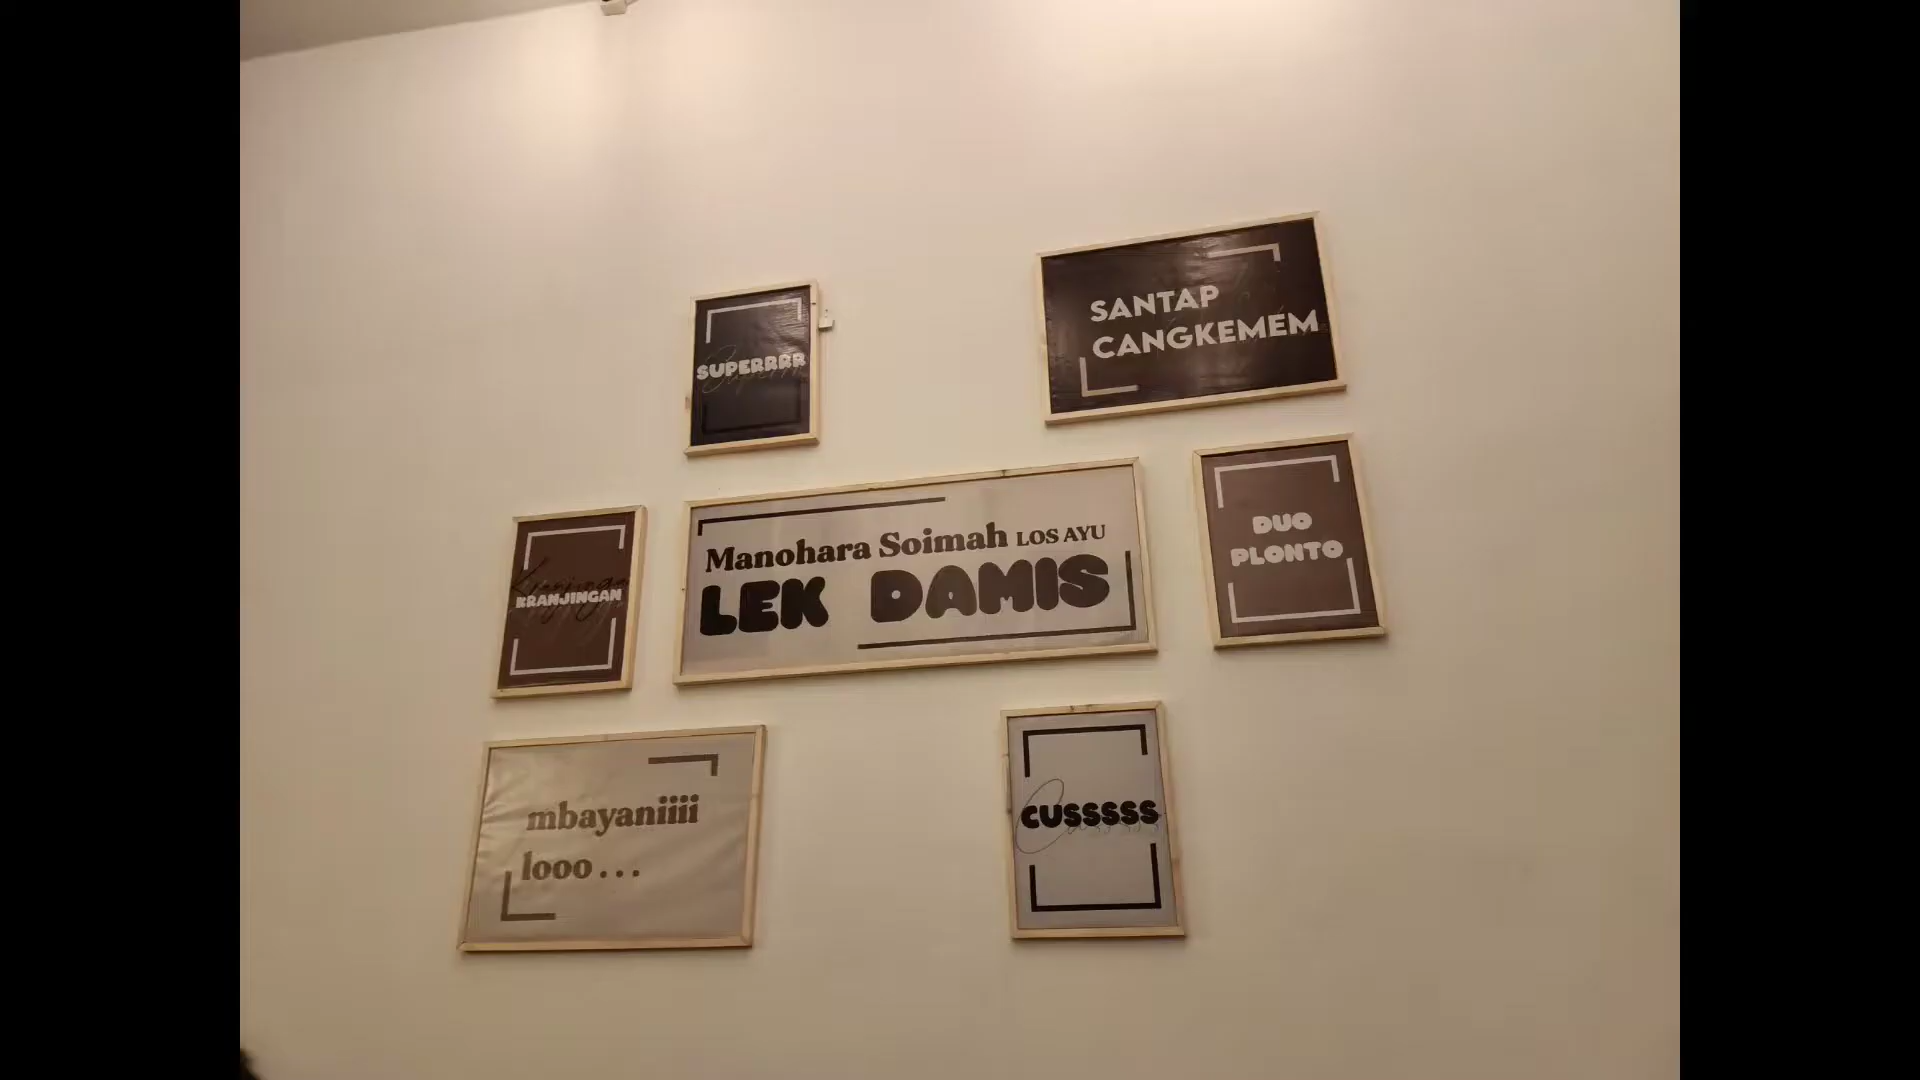 SUPERRRR
SANTAP
CANGKEMEM
KRANJINGAN
Manohara Soimah LOS AYU
LEK DAMIS
DUO
PLONTO
mbayaniiii
looo...
CUSSSSS